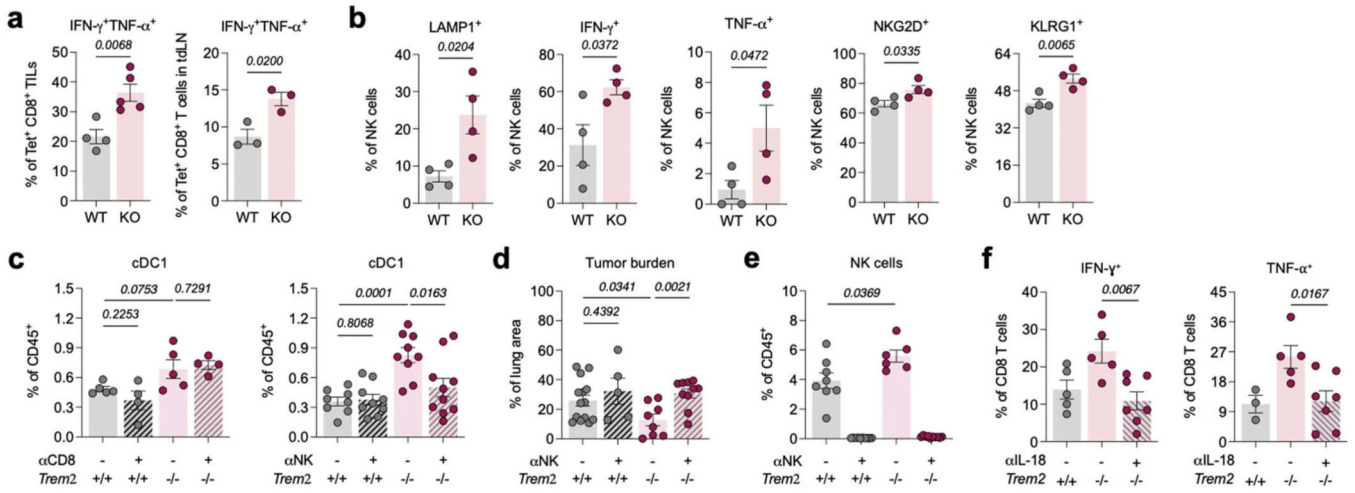 a
IFN-γ⁺TNF-α⁺
0.0068
% of Tet⁺ CD8⁺ TILs
50
40
30
20
10
0
WT KO
IFN-γ⁺TNF-α⁺
0.0200
% of Tet⁺ CD8⁺ T cells in tdLN
20
15
10
5
0
WT KO
b
LAMP1⁺
0.0204
% of NK cells
40
30
20
10
0
WT KO
IFN-γ⁺
0.0372
% of NK cells
80
60
40
20
0
WT KO
TNF-α⁺
0.0472
% of NK cells
8
6
4
2
0
WT KO
NKG2D⁺
0.0335
% of NK cells
100
80
60
40
20
0
WT KO
KLRG1⁺
0.0065
% of NK cells
64
48
32
16
0
WT KO
c
cDC1
0.0753 0.7291
0.2253
% of CD45⁺
1.5
1.2
0.9
0.6
0.3
0.0
αCD8 - + - +
Trem2 +/+ +/+ -/- -/-
cDC1
0.0001 0.0163
0.8068
% of CD45⁺
1.5
1.2
0.9
0.6
0.3
0.0
αNK - + - +
Trem2 +/+ +/+ -/- -/-
d
Tumor burden
0.0341 0.0021
0.4392
% of lung area
100
80
60
40
20
0
αNK - + - +
Trem2 +/+ +/+ -/- -/-
e
NK cells
0.0369
% of CD45⁺
10
8
6
4
2
0
αNK - + - +
Trem2 +/+ +/+ -/- -/-
f
IFN-ɣ⁺
0.0067
% of CD8 T cells
50
40
30
20
10
0
αIL-18 - - +
Trem2 +/+ -/- -/-
TNF-α⁺
0.0167
% of CD8 T cells
45
36
27
18
9
0
αIL-18 - - +
Trem2 +/+ -/- -/-